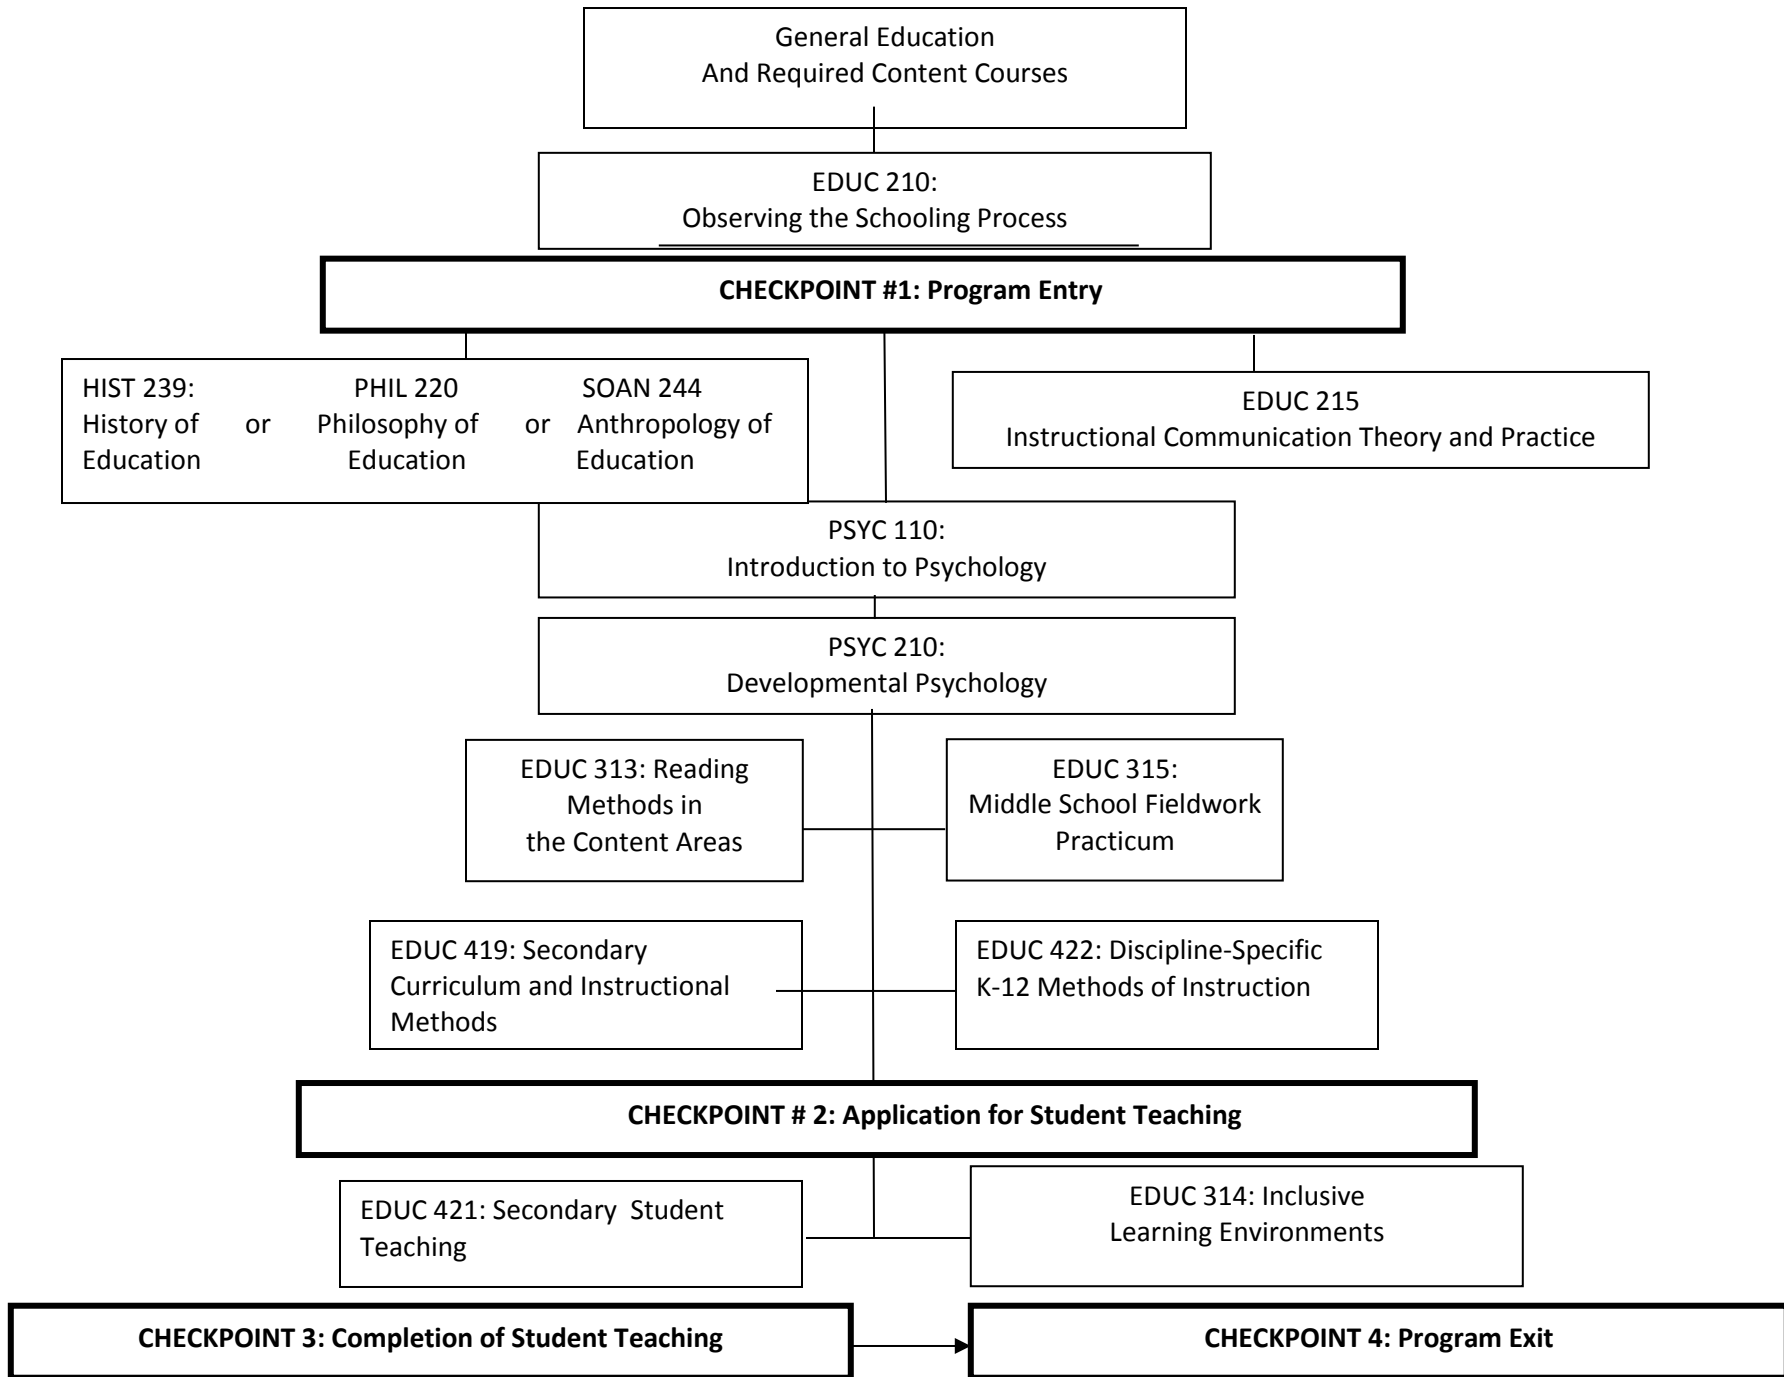 General Education
And Required Content Courses
EDUC 210:
Observing the Schooling Process
CHECKPOINT #1: Program Entry
HIST 239: PHIL 220 SOAN 244
History of or Philosophy of or Anthropology of
Education Education Education
EDUC 215
Instructional Communication Theory and Practice
PSYC 110:
Introduction to Psychology
PSYC 210:
Developmental Psychology
EDUC 313: Reading
Methods in
the Content Areas
EDUC 315:
Middle School Fieldwork
Practicum
EDUC 419: Secondary
Curriculum and Instructional
Methods
EDUC 422: Discipline-Specific
K-12 Methods of Instruction
CHECKPOINT # 2: Application for Student Teaching
EDUC 421: Secondary  Student
Teaching
EDUC 314: Inclusive
Learning Environments
CHECKPOINT 3: Completion of Student Teaching
CHECKPOINT 4: Program Exit